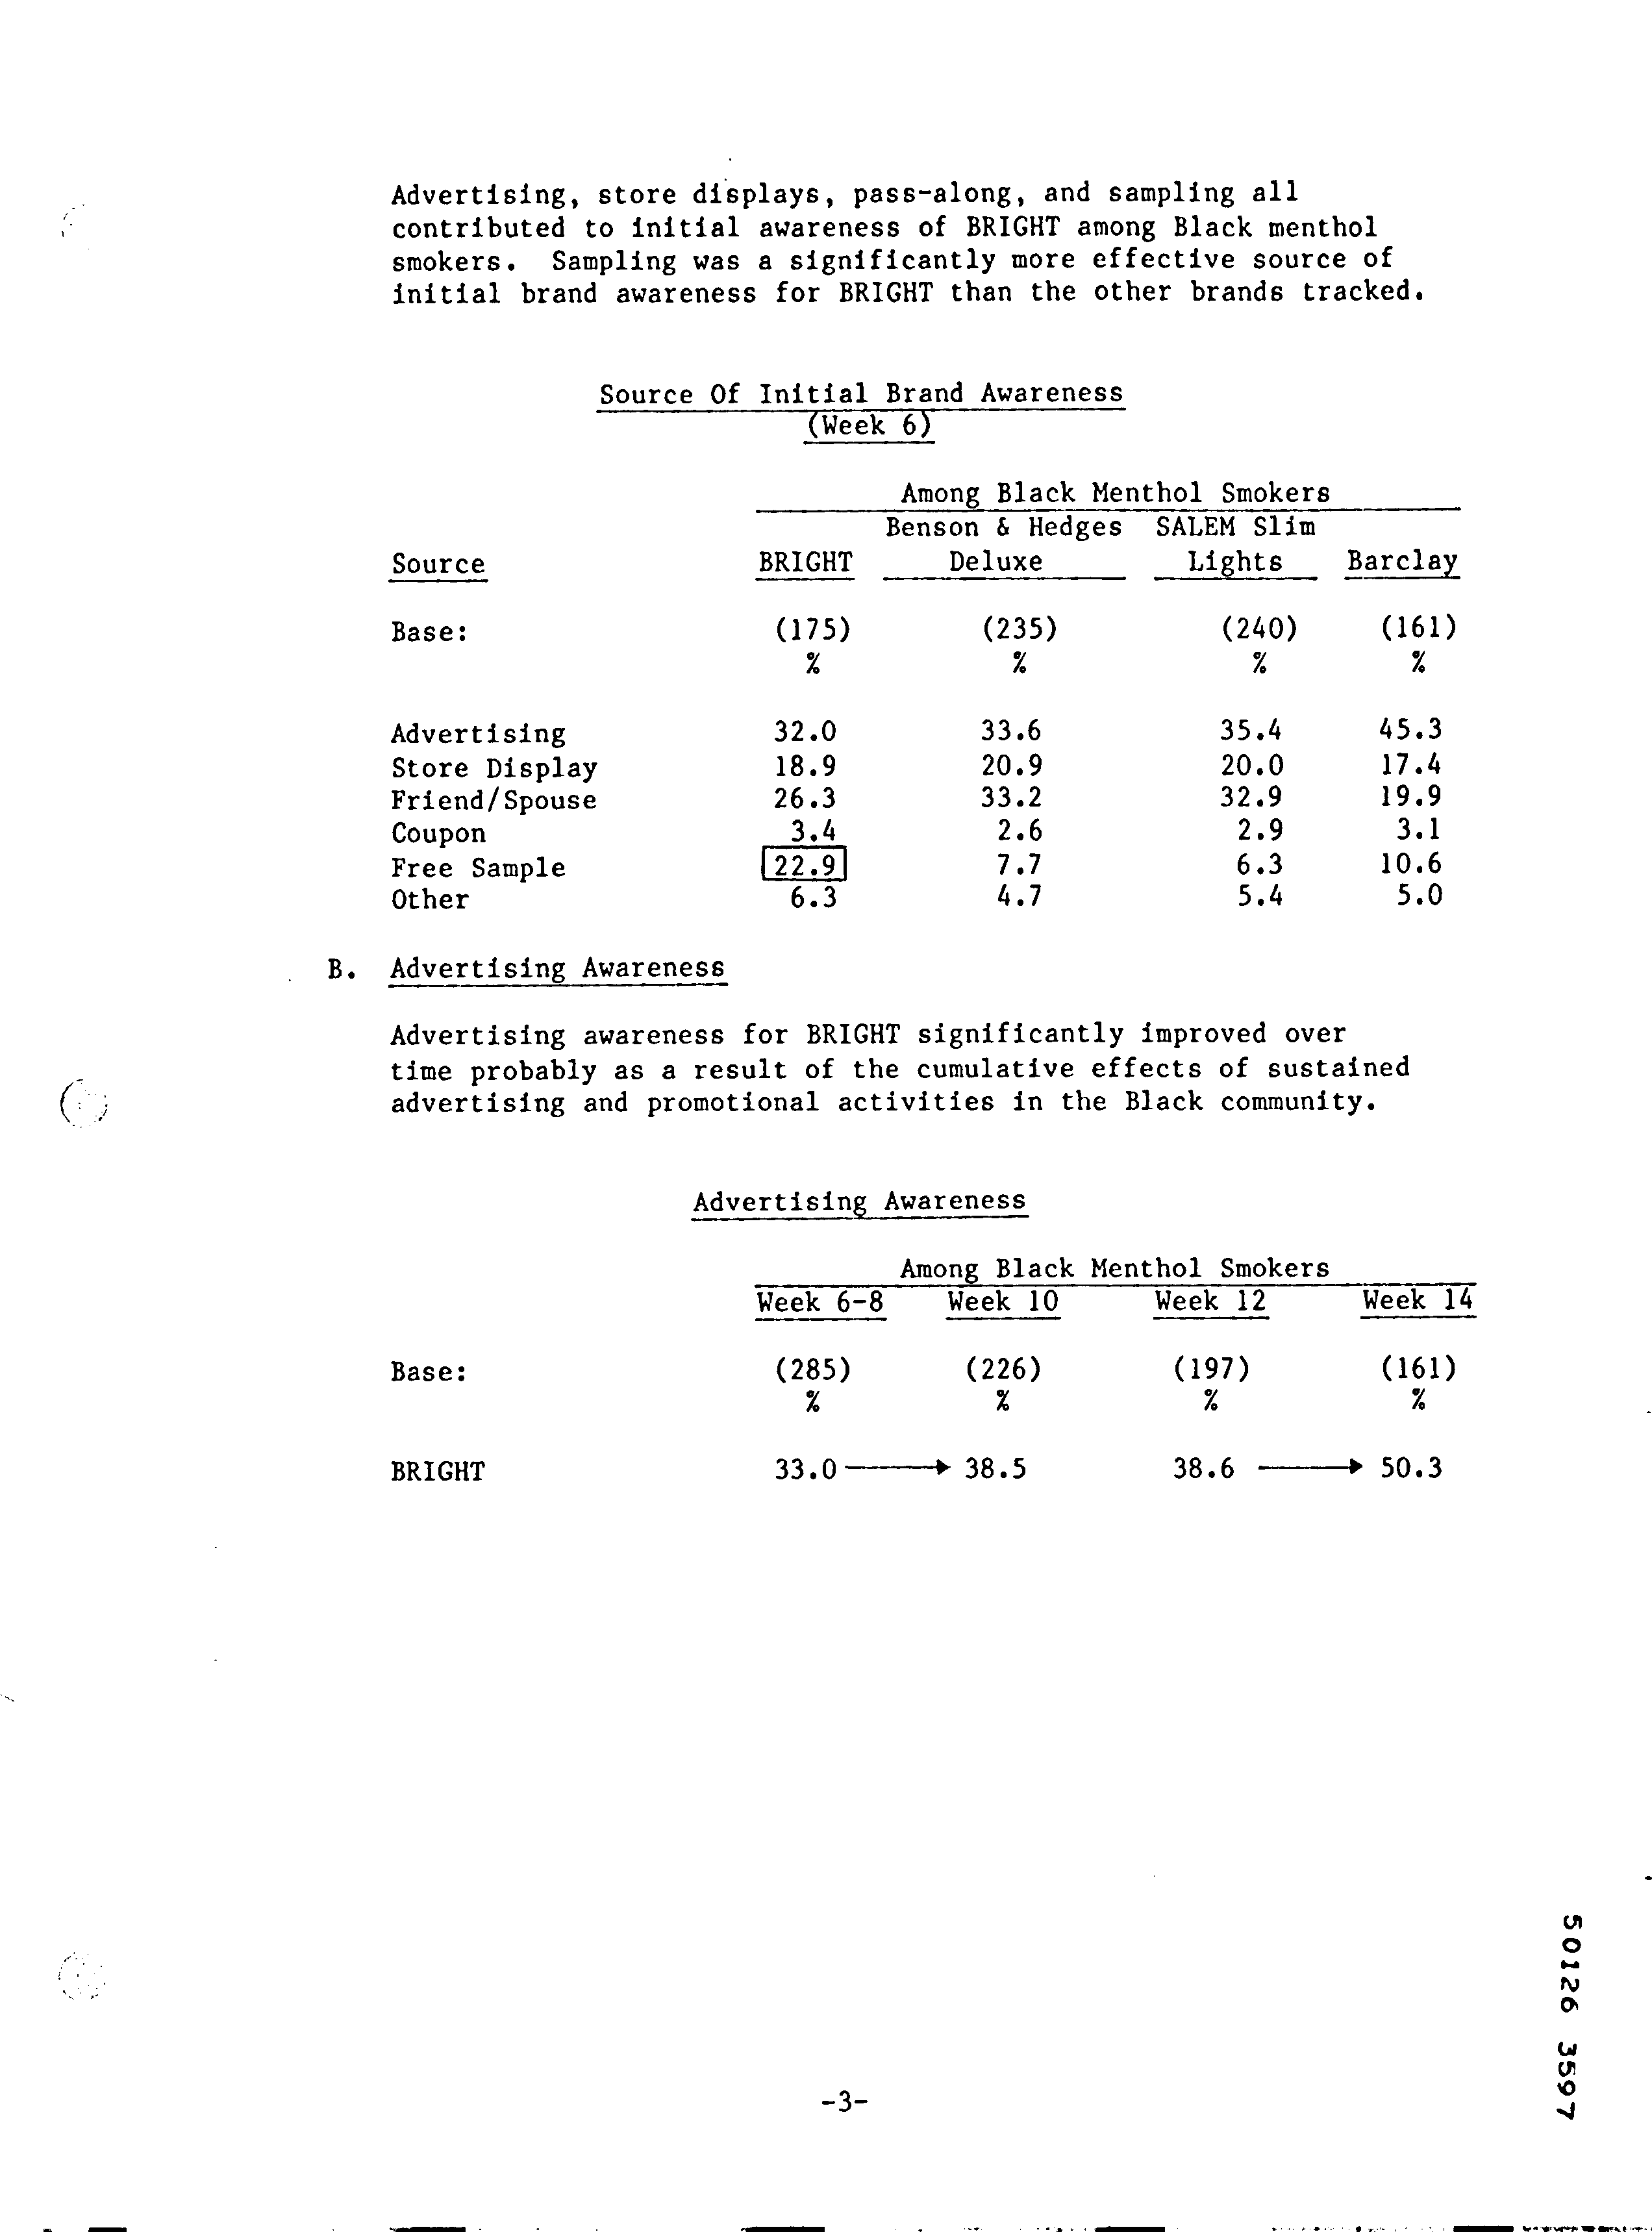 Advertising, store displays, pass-along, and sampling all
contributed to initial awareness of BRIGHT among Black menthol
smokers. Sampling was a significantly more effective source of
initial brand awareness for BRIGHT than the other brands tracked.
Source Of Initial Brand Awareness
(Week 6)
Among Black Menthol Smokers
Benson & Hedges SALEM Slim
Source BRIGHT Deluxe Lights Barclay
Base: (175) (235) (240) (161)
% % % %
Advertising 32.0 33.6 35.4 45.3
Store Display 18.9 20.9 20.0 17.4
Friend/Spouse 26.3 33.2 32.9 19.9
Coupon 3.4 2.6 2.9 3.1
Free Sample 22.9 7.7 6.3 10.6
Other 6.3 4.7 5.4 5.0
B. Advertising Awareness
Advertising awareness for BRIGHT significantly improved over
time probably as a result of the cumulative effects of sustained
advertising and promotional activities in the Black community.
Advertising Awareness
Among Black Menthol Smokers
Week 6-8 Week 10 Week 12 Week 14
Base: (285) (226) (197) (161)
% % % %
BRIGHT 33.0 → 38.5 38.6 → 50.3
50126 3597
-3-